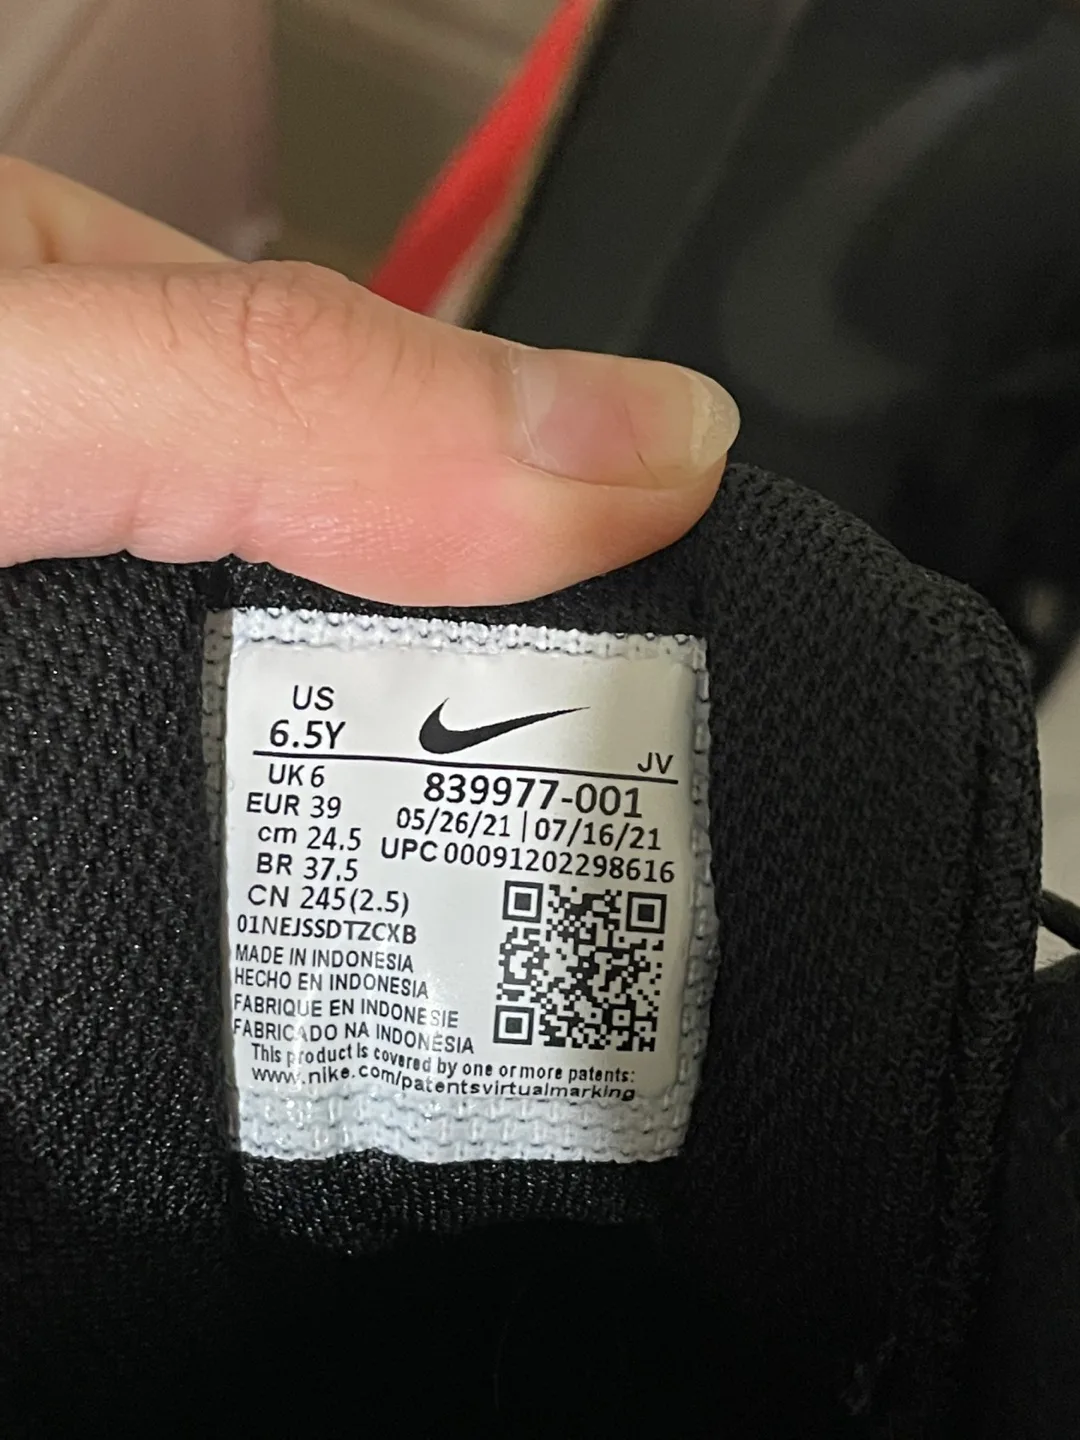 US
6.5Y
JV
UK 6
839977-001
EUR 39
05/26/21 | 07/16/21
cm 24.5
UPC 00091202298616
BR 37.5
CN 245(2.5)
01NEJSSDTZCXB
MADE IN INDONESIA
HECHO EN INDONESIA
FABRIQUE EN INDONESIE
FABRICADO NA INDONÉSIA
This product is covered by one or more patents:
www.nike.com/patentsvirtualmarking